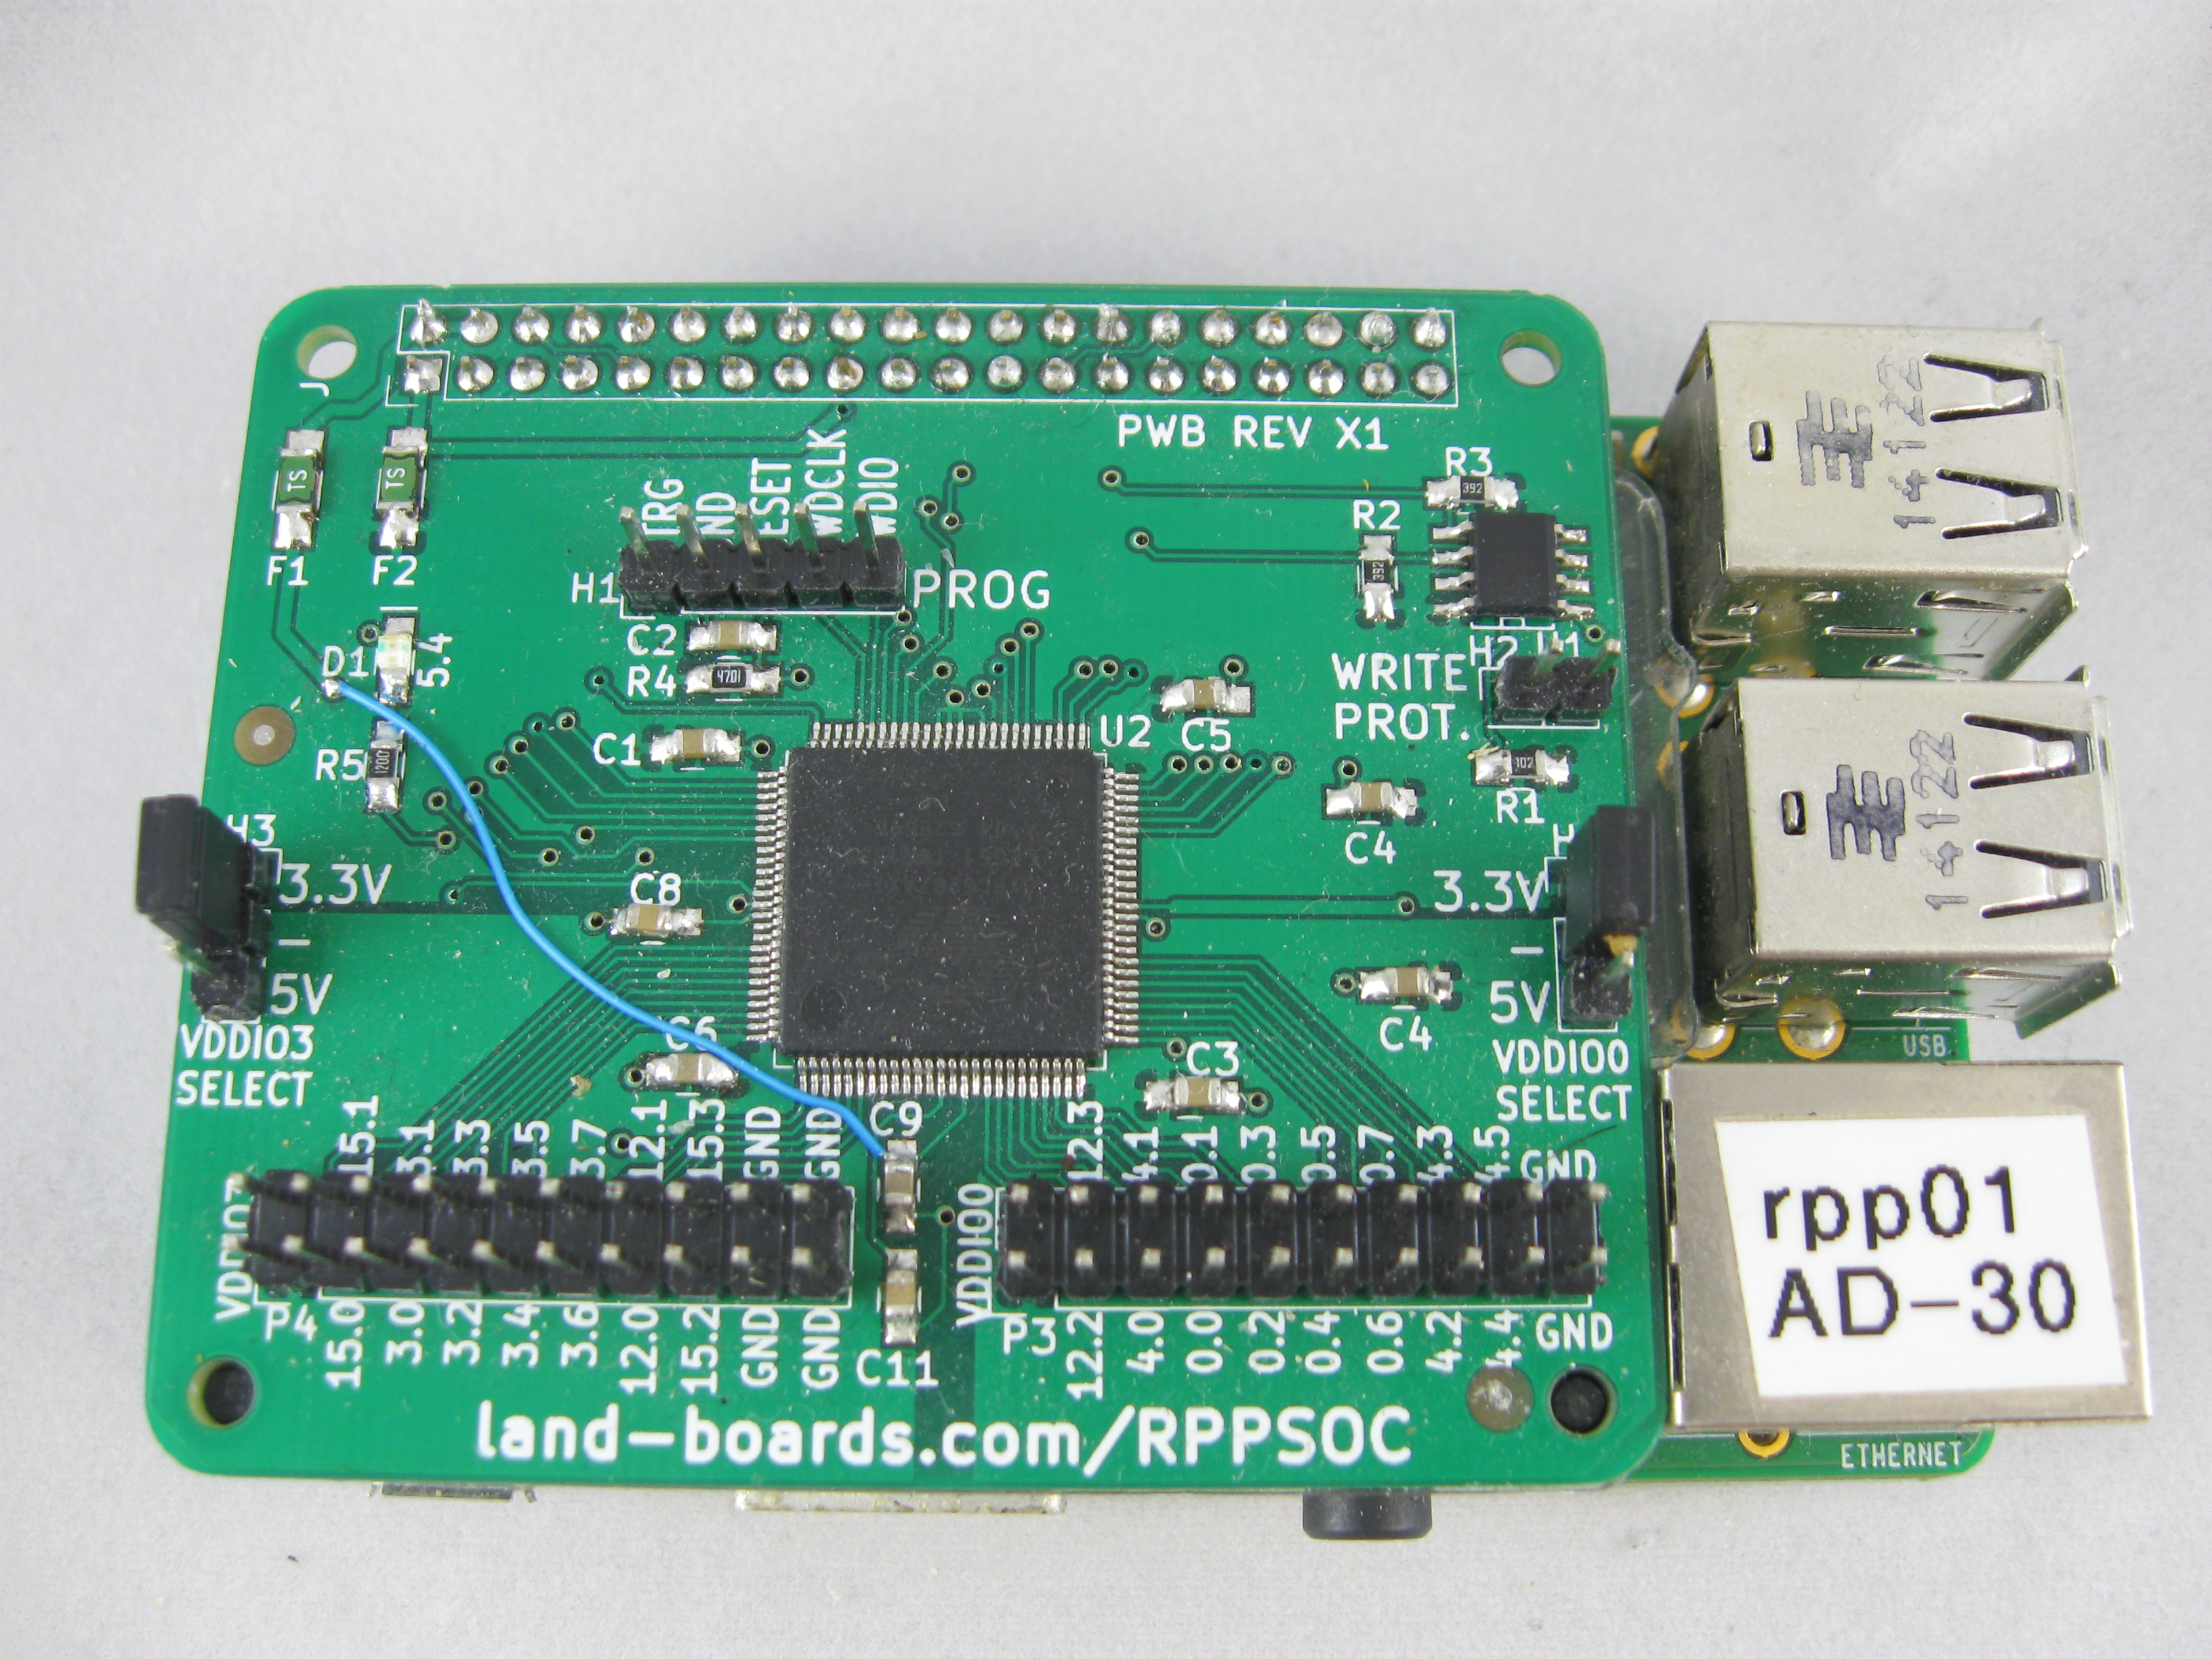 J
PWB REV X1
TS
TS
F1
F2
H1
PROG
R3
392
R2
392
14122
D1
5.4
C2
R4
4701
C1
U2
C5
H2 U1
WRITE
PROT.
R5
1200
R1
102
14122
H3
3.3V
–
5V
VDDIO3
SELECT
C8
C6
C4
3.3V
–
5V
VDDIO0
SELECT
C4
C3
C9
USB
15.1
3.1
3.3
3.5
3.7
12.1
15.3
GND
GND
12.3
4.1
0.1
0.3
0.5
0.7
4.3
4.5
GND
VDDIO0
P4
15.0
3.0
3.2
3.4
3.6
12.0
15.2
GND
GND
C11
P3
12.2
4.0
0.0
0.2
0.4
0.6
4.2
4.4
GND
rpp01
AD-30
land-boards.com/RPPSOC
ETHERNET